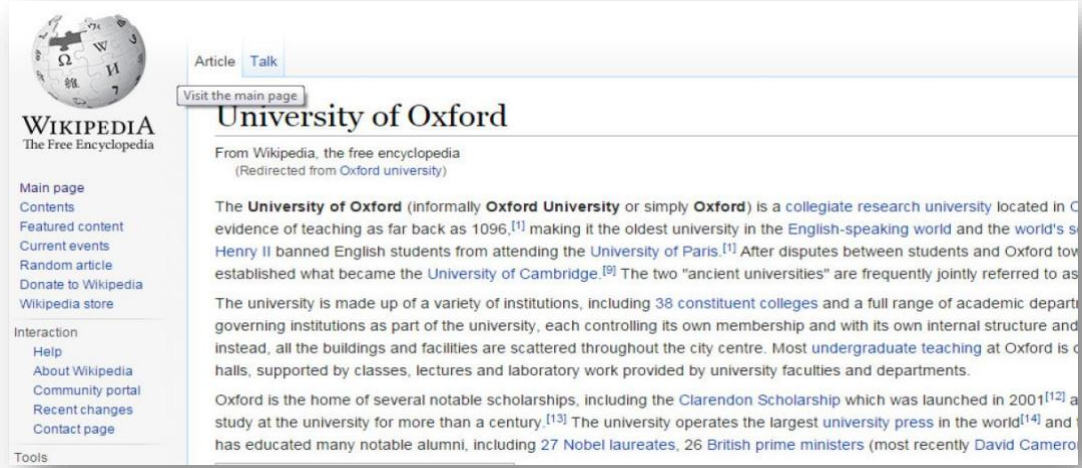 WIKIPEDIA
The Free Encyclopedia
Main page
Contents
Featured content
Current events
Random article
Donate to Wikipedia
Wikipedia store
Interaction
Help
About Wikipedia
Community portal
Recent changes
Contact page
Tools
Article Talk
Visit the main page
University of Oxford
From Wikipedia, the free encyclopedia
(Redirected from Oxford university)
The University of Oxford (informally Oxford University or simply Oxford) is a collegiate research university located in
evidence of teaching as far back as 1096,[1] making it the oldest university in the English-speaking world and the world's
Henry II banned English students from attending the University of Paris.[1] After disputes between students and Oxford
established what became the University of Cambridge.[9] The two "ancient universities" are frequently jointly referred to as
The university is made up of a variety of institutions, including 38 constituent colleges and a full range of academic
governing institutions as part of the university, each controlling its own membership and with its own internal structure and
instead, all the buildings and facilities are scattered throughout the city centre. Most undergraduate teaching at Oxford is
halls, supported by classes, lectures and laboratory work provided by university faculties and departments.
Oxford is the home of several notable scholarships, including the Clarendon Scholarship which was launched in 2001[12]
study at the university for more than a century.[13] The university operates the largest university press in the world[14] and
has educated many notable alumni, including 27 Nobel laureates, 26 British prime ministers (most recently David